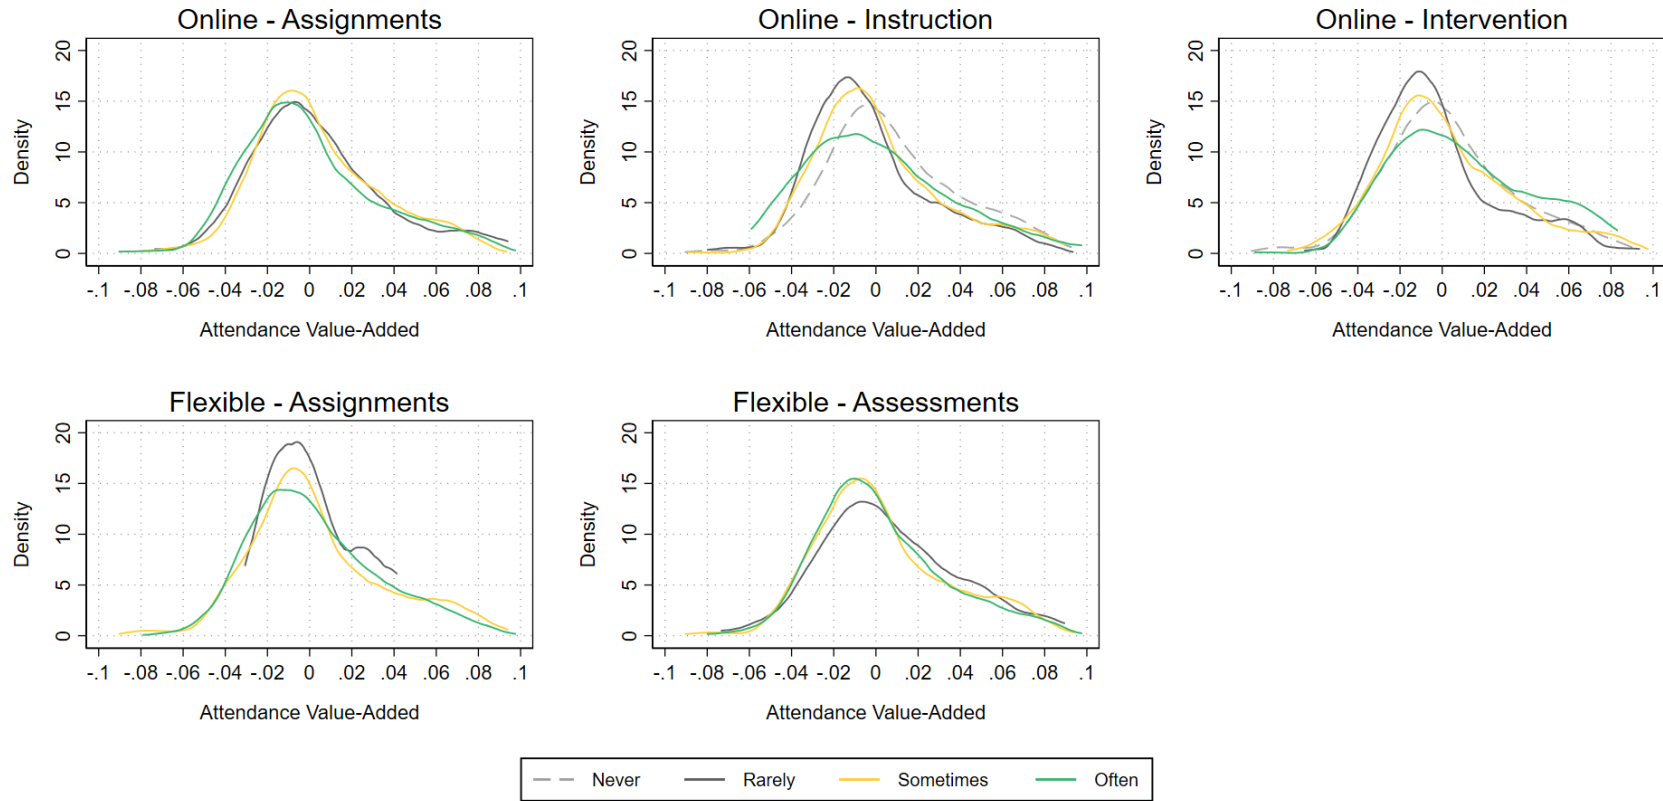 Online - Assignments
Online - Instruction
Online - Intervention
Density
20
15
10
5
0
-.1 -.08 -.06 -.04 -.02 0 .02 .04 .06 .08 .1
Attendance Value-Added
Density
20
15
10
5
0
-.1 -.08 -.06 -.04 -.02 0 .02 .04 .06 .08 .1
Attendance Value-Added
Density
20
15
10
5
0
-.1 -.08 -.06 -.04 -.02 0 .02 .04 .06 .08 .1
Attendance Value-Added
Flexible - Assignments
Flexible - Assessments
Density
20
15
10
5
0
-.1 -.08 -.06 -.04 -.02 0 .02 .04 .06 .08 .1
Attendance Value-Added
Density
20
15
10
5
0
-.1 -.08 -.06 -.04 -.02 0 .02 .04 .06 .08 .1
Attendance Value-Added
Never Rarely Sometimes Often